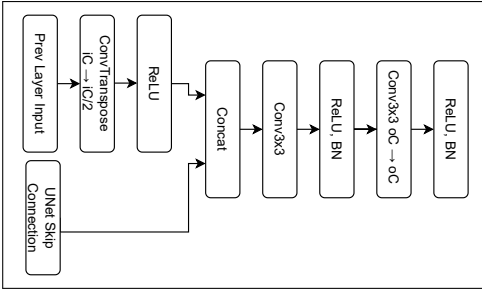 Prev Layer Input
ConvTranspose
iC → iC/2
ReLU
UNet Skip
Connection
Concat
Conv3x3
ReLU, BN
Conv3x3 oC → oC
ReLU, BN